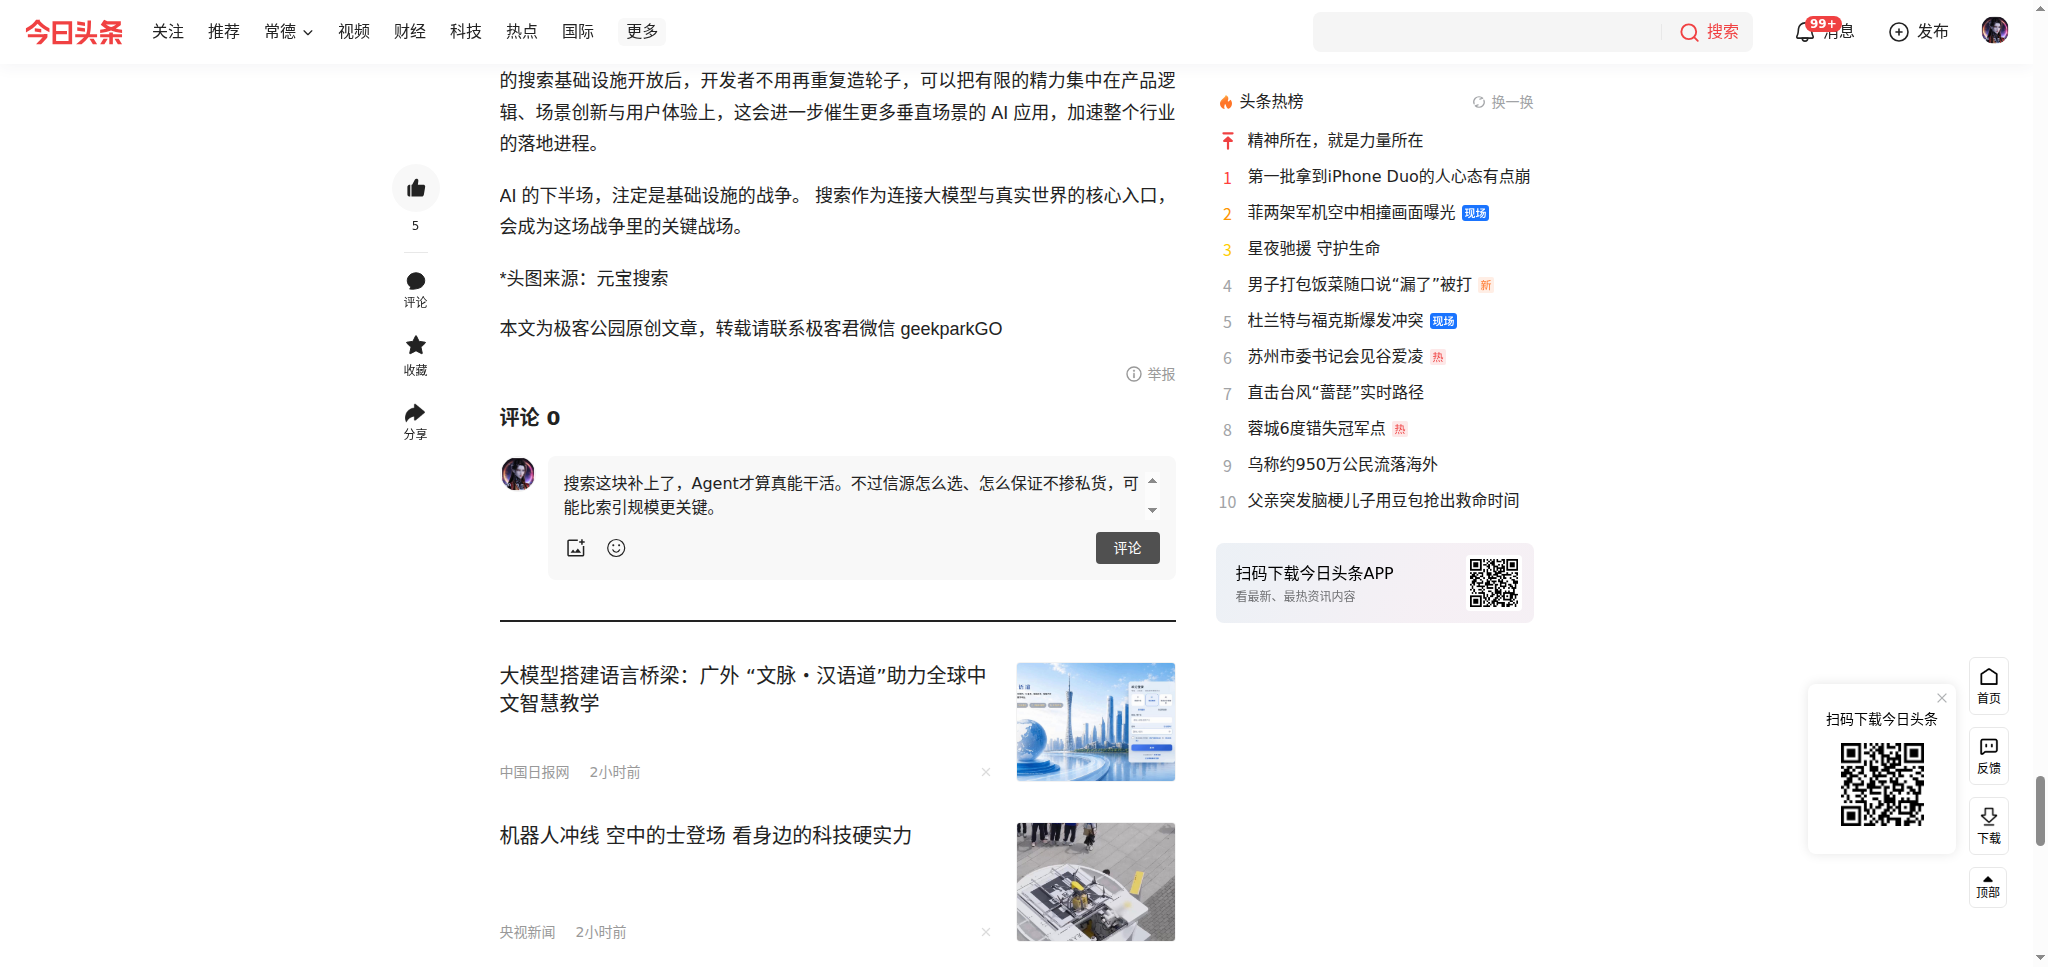 今日头条
关注 推荐 常德 视频 财经 科技 热点 国际 更多
搜索
99+
消息
发布
的搜索基础设施开放后，开发者不用再重复造轮子，可以把有限的精力集中在产品逻
辑、场景创新与用户体验上，这会进一步催生更多垂直场景的 AI 应用，加速整个行业
的落地进程。
AI 的下半场，注定是基础设施的战争。 搜索作为连接大模型与真实世界的核心入口，
会成为这场战争里的关键战场。
*头图来源：元宝搜索
本文为极客公园原创文章，转载请联系极客君微信 geekparkGO
举报
5
评论
收藏
分享
评论 0
搜索这块补上了，Agent才算真能干活。不过信源怎么选、怎么保证不掺私货，可
能比索引规模更关键。
评论
大模型搭建语言桥梁：广外 “文脉・汉语道”助力全球中
文智慧教学
中国日报网 2小时前
机器人冲线 空中的士登场 看身边的科技硬实力
央视新闻 2小时前
头条热榜 换一换
精神所在，就是力量所在
1 第一批拿到iPhone Duo的人心态有点崩
2 菲两架军机空中相撞画面曝光 现场
3 星夜驰援 守护生命
4 男子打包饭菜随口说“漏了”被打 新
5 杜兰特与福克斯爆发冲突 现场
6 苏州市委书记会见谷爱凌 热
7 直击台风“蔷琵”实时路径
8 蓉城6度错失冠军点 热
9 乌称约950万公民流落海外
10 父亲突发脑梗儿子用豆包抢出救命时间
扫码下载今日头条APP
看最新、最热资讯内容
扫码下载今日头条
首页
反馈
下载
顶部